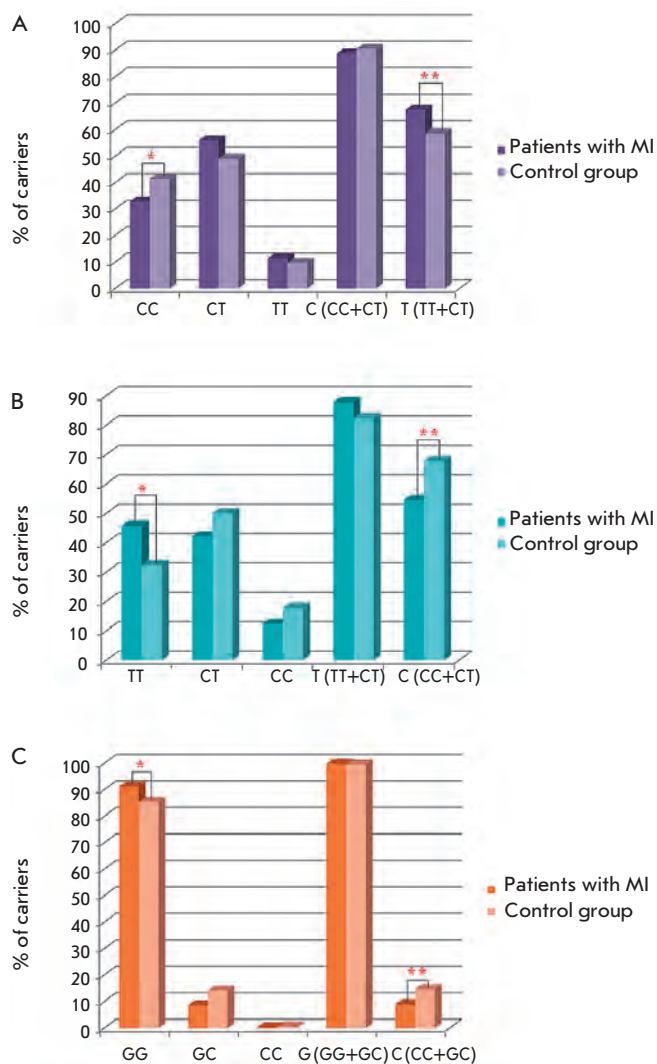 A
% of carriers
100
90
80
70
60
50
40
30
20
10
0
*
**
CC CT TT C (CC+CT) T (TT+CT)
Patients with MI
Control group
B
% of carriers
90
80
70
60
50
40
30
20
10
0
*
**
TT CT CC T (TT+CT) C (CC+CT)
Patients with MI
Control group
C
% of carriers
100
90
80
70
60
50
40
30
20
10
0
*
**
GG GC CC G (GG+GC) C (CC+GC)
Patients with MI
Control group